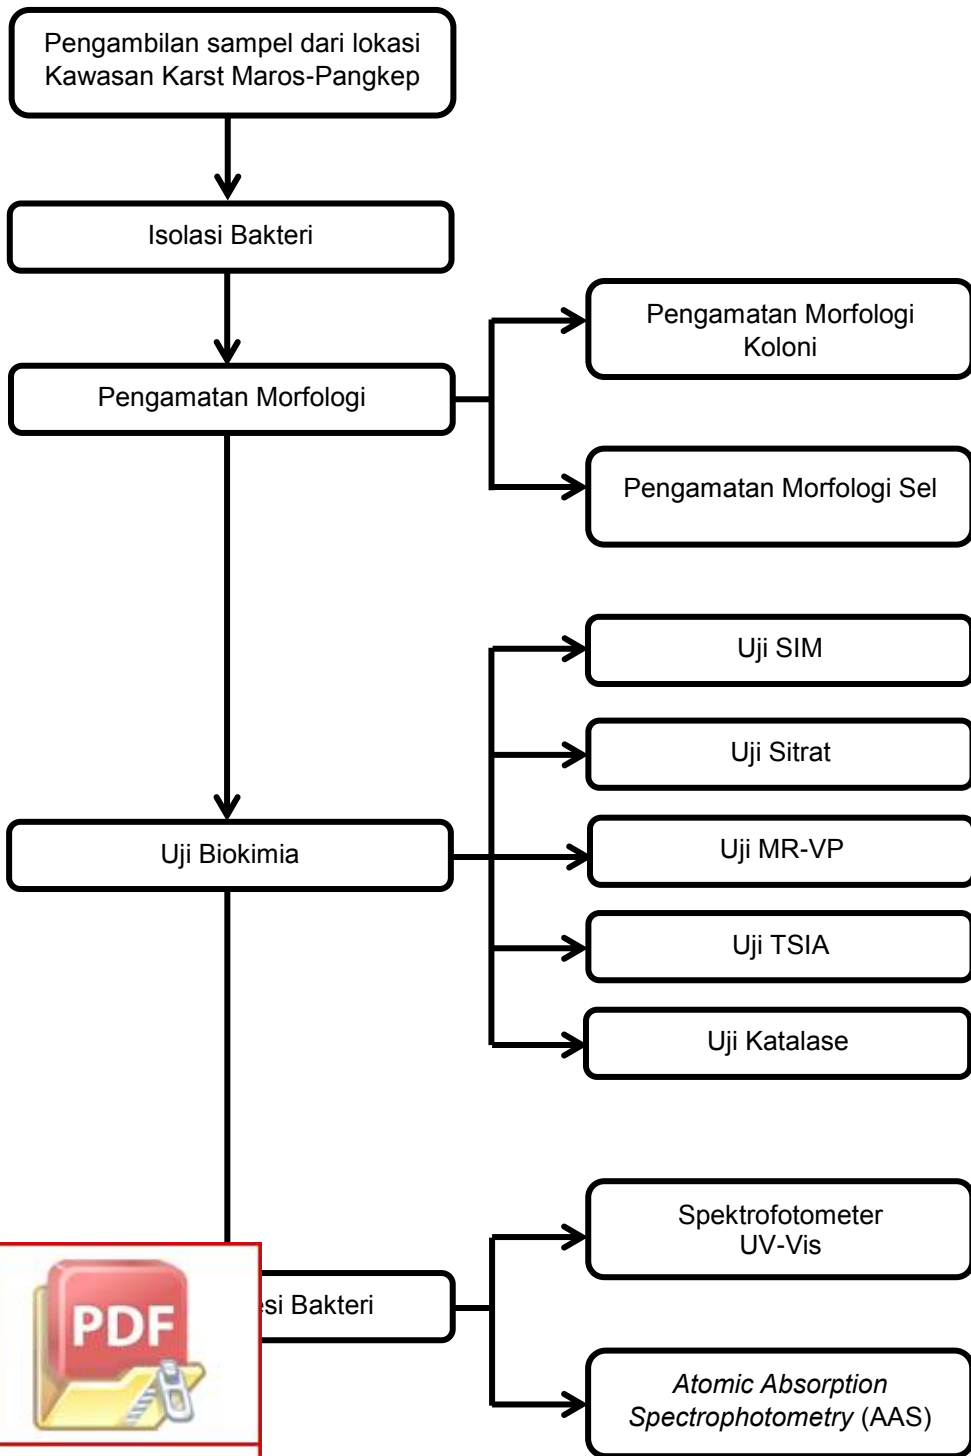 Pengambilan sampel dari lokasi
Kawasan Karst Maros-Pangkep
Isolasi Bakteri
Pengamatan Morfologi
Pengamatan Morfologi
Koloni
Pengamatan Morfologi Sel
Uji Biokimia
Uji SIM
Uji Sitrat
Uji MR-VP
Uji TSIA
Uji Katalase
esi Bakteri
Spektrofotometer
UV-Vis
Atomic Absorption
Spectrophotometry (AAS)
PDF